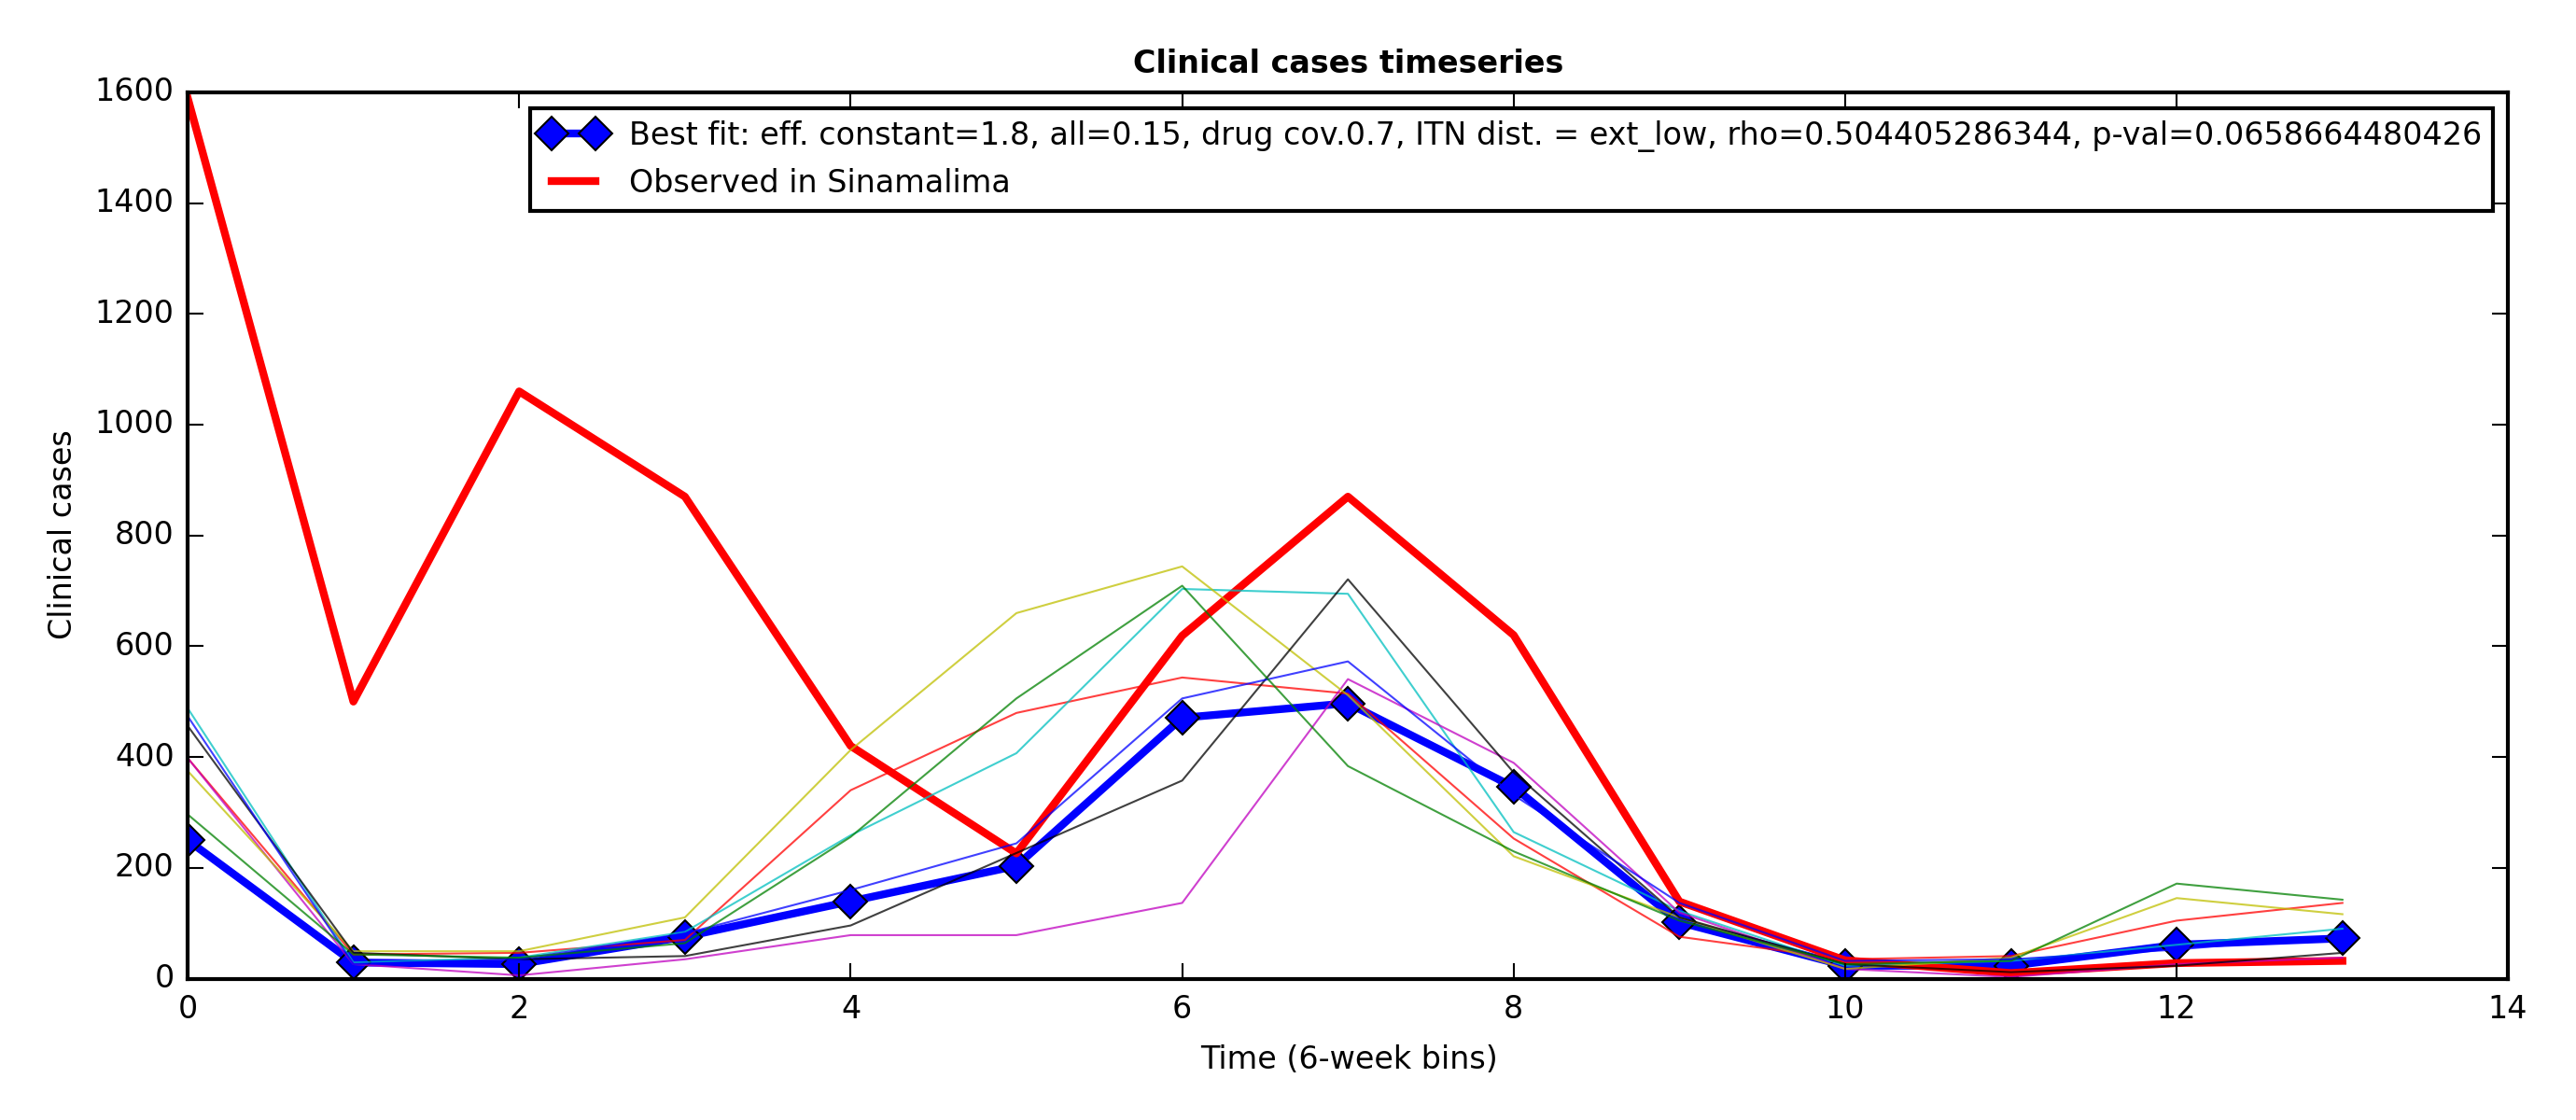 Clinical cases timeseries
1600
1400
1200
1000
800
600
400
200
0
Clinical cases
Best fit: eff. constant=1.8, all=0.15, drug cov.0.7, ITN dist. = ext_low, rho=0.504405286344, p-val=0.0658664480426
Observed in Sinamalima
0 2 4 6 8 10 12 14
Time (6-week bins)